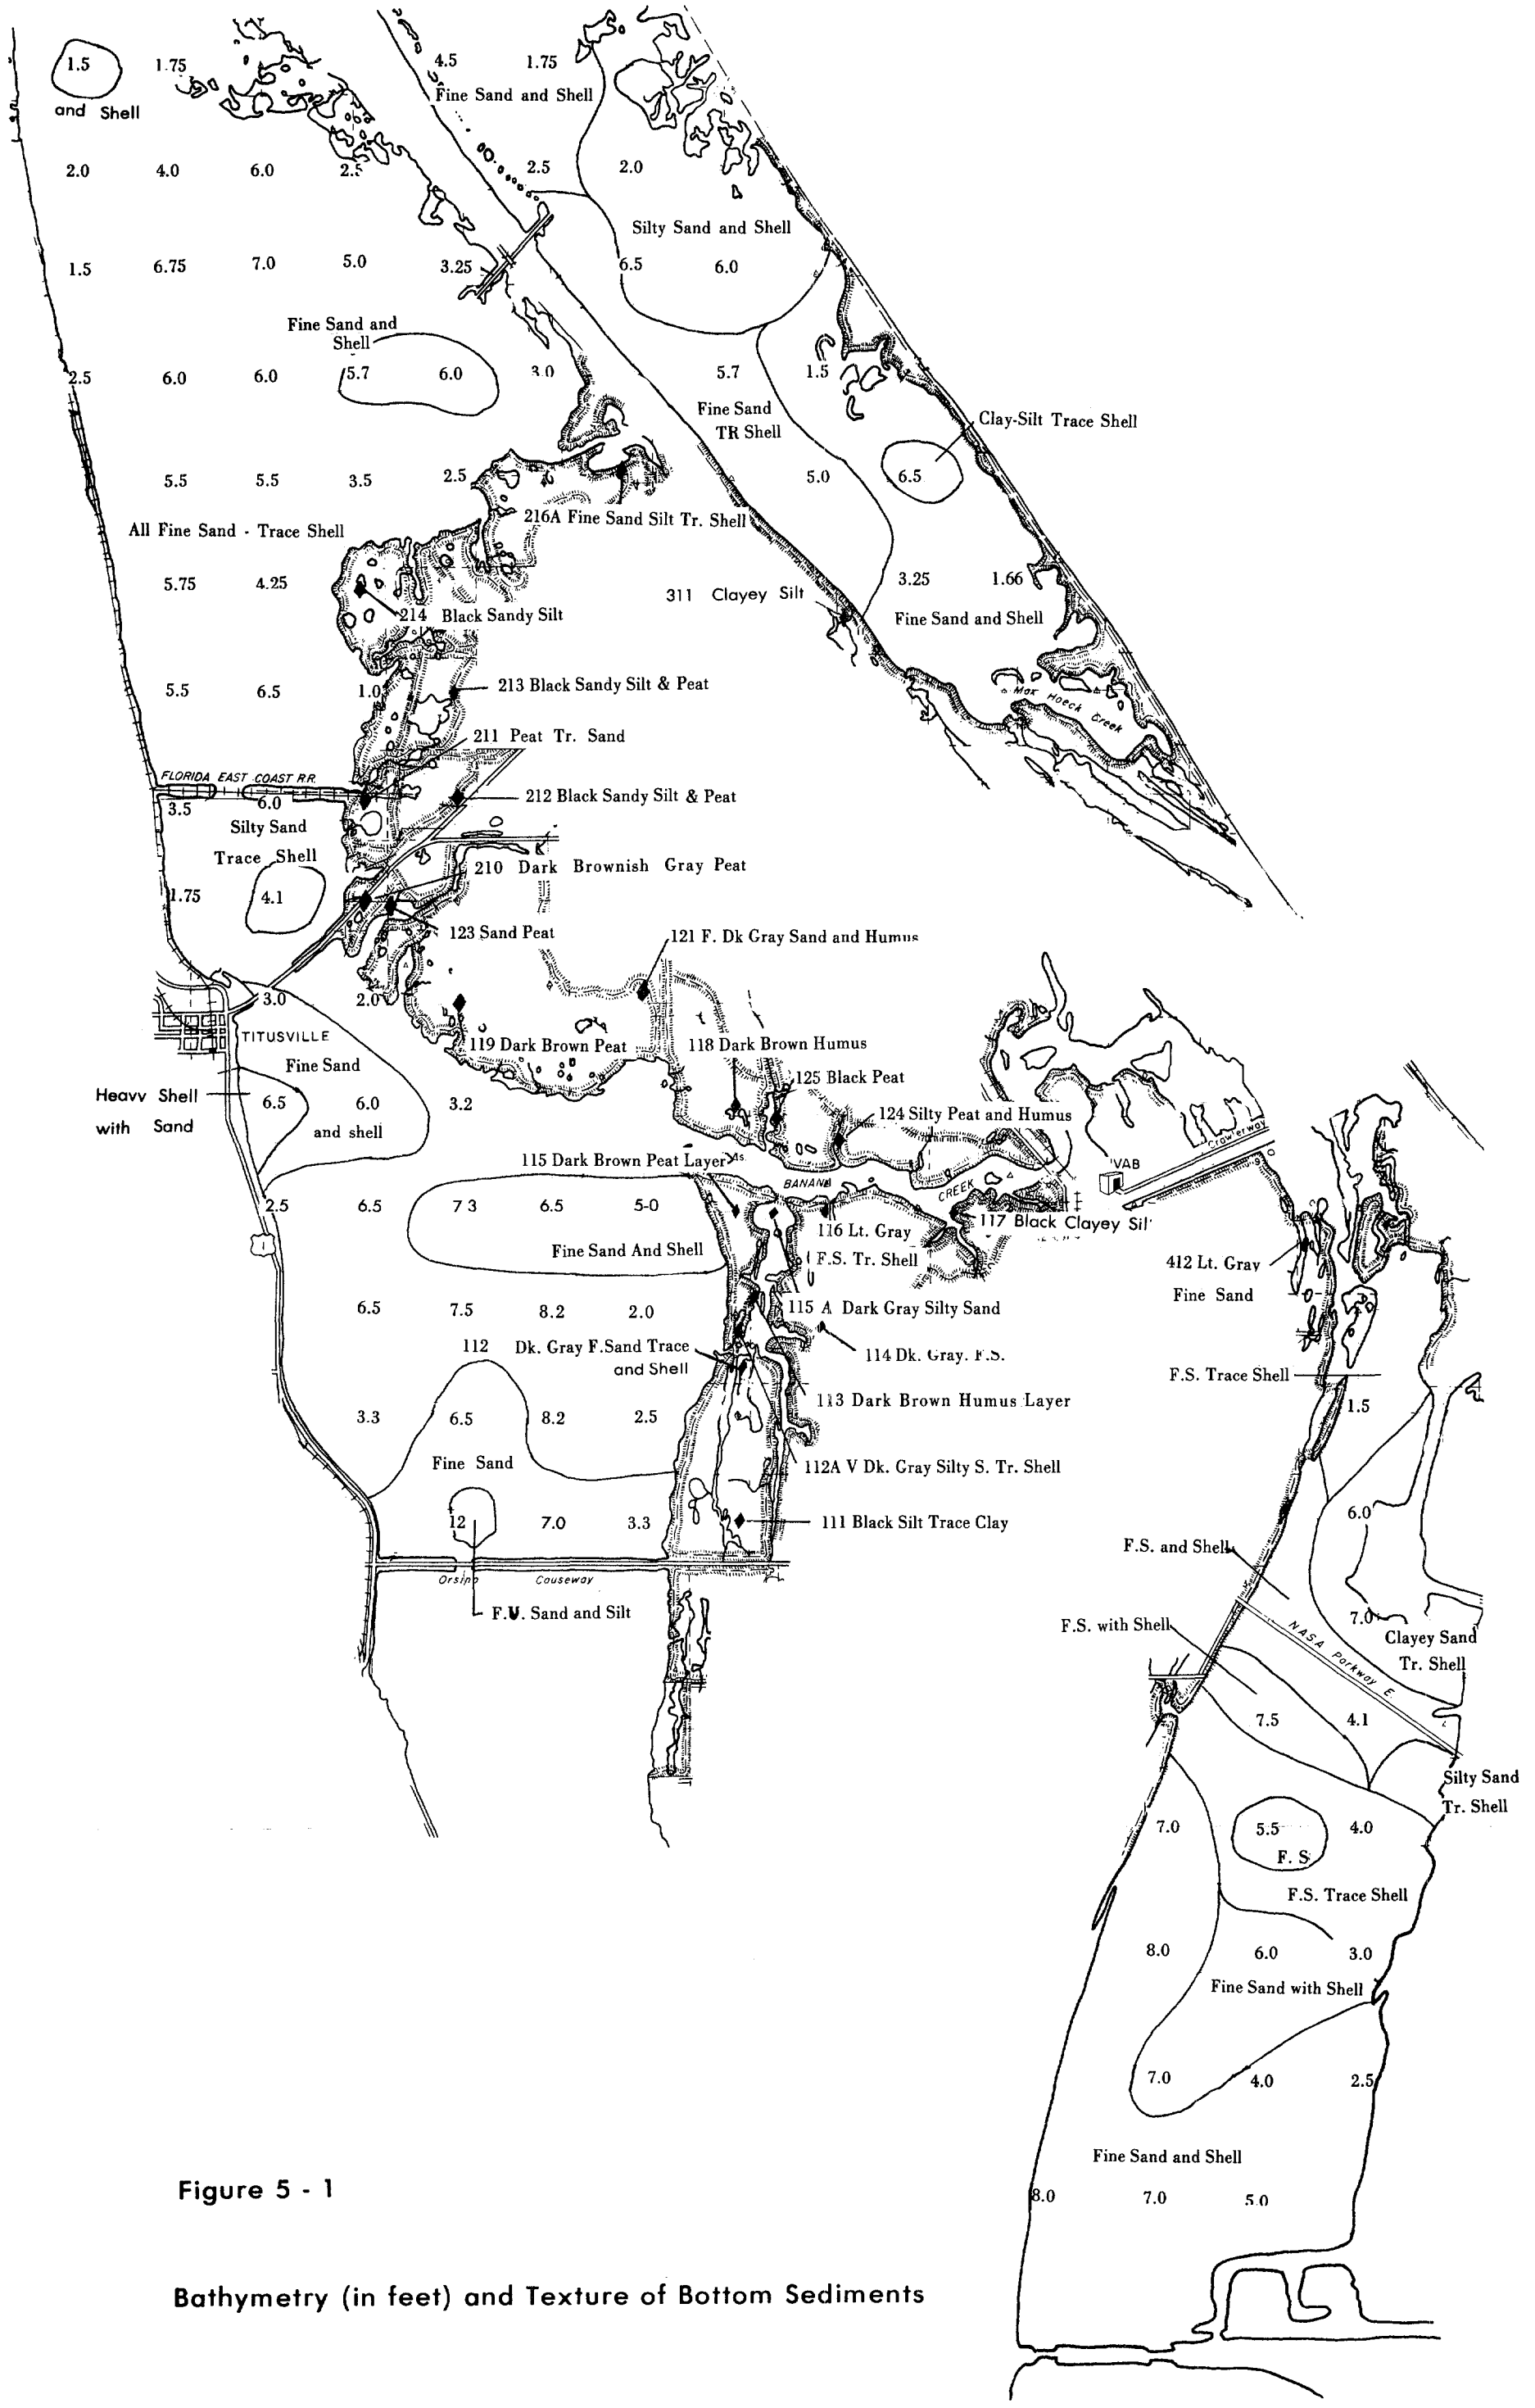 1.5 1.75 4.5 1.75
and Shell
Fine Sand and Shell
2.0 4.0 6.0 2.5 2.5 2.0
Silty Sand and Shell
1.5 6.75 7.0 5.0 3.25 6.5 6.0
Fine Sand and
Shell
2.5 6.0 6.0 5.7 6.0 3.0 5.7 1.5
Fine Sand
TR Shell
Clay-Silt Trace Shell
5.5 5.5 3.5 2.5 5.0 6.5
216A Fine Sand Silt Tr. Shell
All Fine Sand - Trace Shell
5.75 4.25 3.25 1.66
311 Clayey Silt
214 Black Sandy Silt
Fine Sand and Shell
5.5 6.5 1.0
213 Black Sandy Silt & Peat
Max Hoeck Creek
211 Peat Tr. Sand
FLORIDA EAST COAST RR.
3.5 6.0
212 Black Sandy Silt & Peat
Silty Sand
Trace Shell
210 Dark Brownish Gray Peat
1.75 4.1
123 Sand Peat
121 F. Dk Gray Sand and Humus
3.0 2.0
TITUSVILLE
119 Dark Brown Peat
118 Dark Brown Humus
Fine Sand
125 Black Peat
Heavv Shell
with Sand
6.5 6.0 3.2
and shell
124 Silty Peat and Humus
Crawlerway
115 Dark Brown Peat Layer
VAB
BANANA
CREEK
2.5 6.5 7 3 6.5 5-0
1
116 Lt. Gray
F.S. Tr. Shell
117 Black Clayey Sil
Fine Sand And Shell
412 Lt. Gray
Fine Sand
6.5 7.5 8.2 2.0
115 A Dark Gray Silty Sand
112 Dk. Gray F.Sand Trace
and Shell
114 Dk. Gray. F.S.
F.S. Trace Shell
113 Dark Brown Humus Layer
1.5
3.3 6.5 8.2 2.5
Fine Sand
112A V Dk. Gray Silty S. Tr. Shell
12 7.0 3.3
111 Black Silt Trace Clay
6.0
F.S. and Shell
Orsino Causeway
F.V. Sand and Silt
7.0
F.S. with Shell
NASA Parkway E.
Clayey Sand
Tr. Shell
7.5 4.1
Silty Sand
Tr. Shell
7.0 5.5 4.0
F. S
F.S. Trace Shell
8.0 6.0 3.0
Fine Sand with Shell
7.0 4.0 2.5
Fine Sand and Shell
8.0 7.0 5.0
Figure 5 - 1
Bathymetry (in feet) and Texture of Bottom Sediments